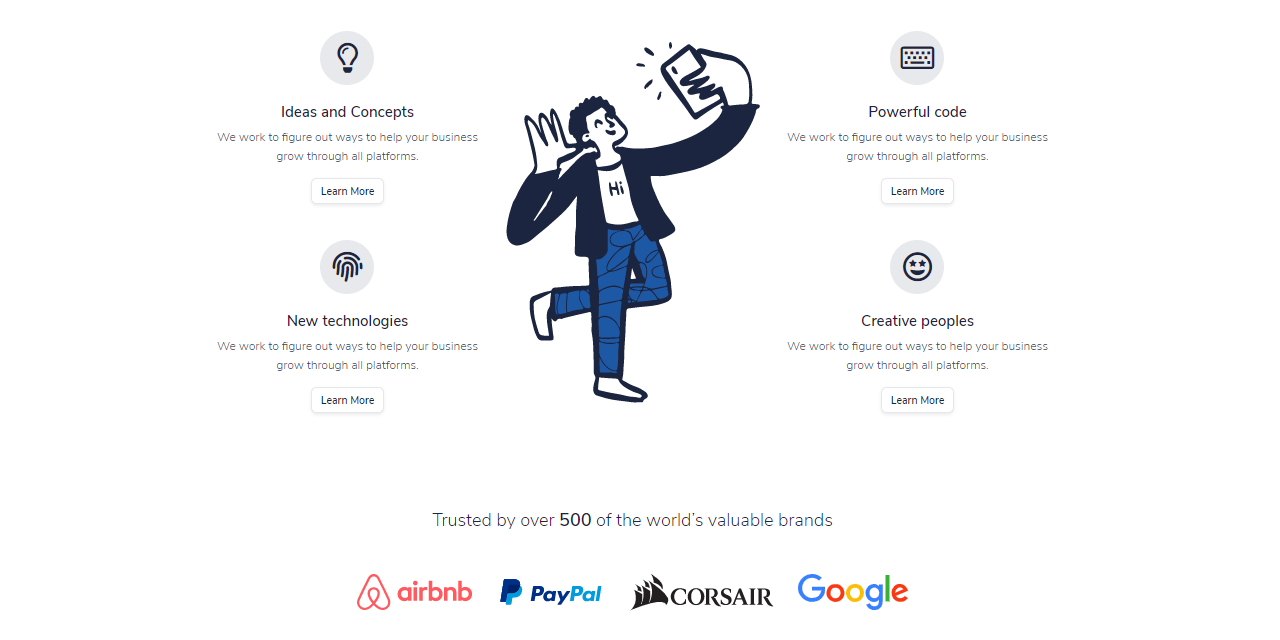 Ideas and Concepts
We work to figure out ways to help your business
grow through all platforms.
Learn More
New technologies
We work to figure out ways to help your business
grow through all platforms.
Learn More
Hi
Powerful code
We work to figure out ways to help your business
grow through all platforms.
Learn More
Creative peoples
We work to figure out ways to help your business
grow through all platforms.
Learn More
Trusted by over 500 of the world's valuable brands
airbnb
PayPal
CORSAIR
Google